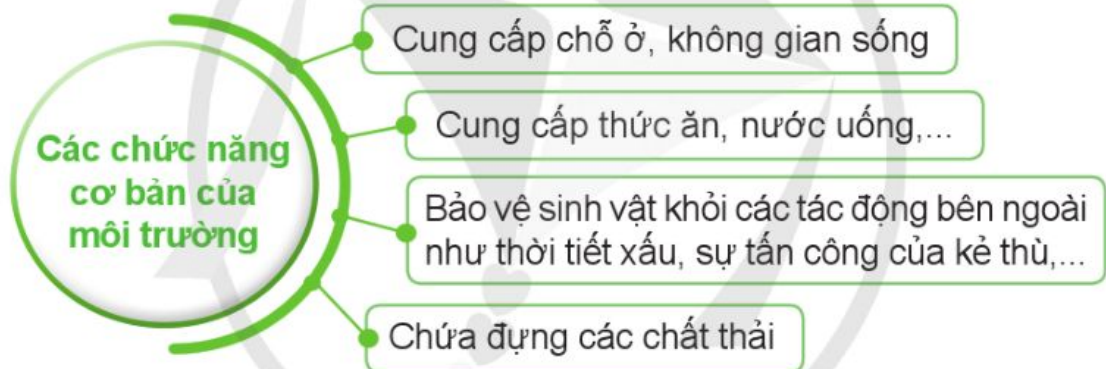 Các chức năng
cơ bản của
môi trường
Cung cấp chỗ ở, không gian sống
Cung cấp thức ăn, nước uống,...
Bảo vệ sinh vật khỏi các tác động bên ngoài
như thời tiết xấu, sự tấn công của kẻ thù,...
Chứa đựng các chất thải